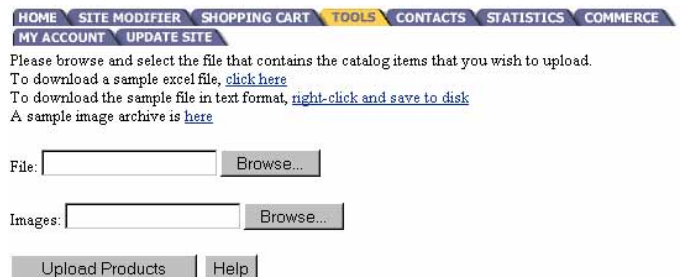 HOME SITE MODIFIER SHOPPING CART TOOLS CONTACTS STATISTICS COMMERCE
MY ACCOUNT UPDATE SITE
Please browse and select the file that contains the catalog items that you wish to upload.
To download a sample excel file, click here
To download the sample file in text format, right-click and save to disk
A sample image archive is here
File: Browse...
Images: Browse...
Upload Products Help